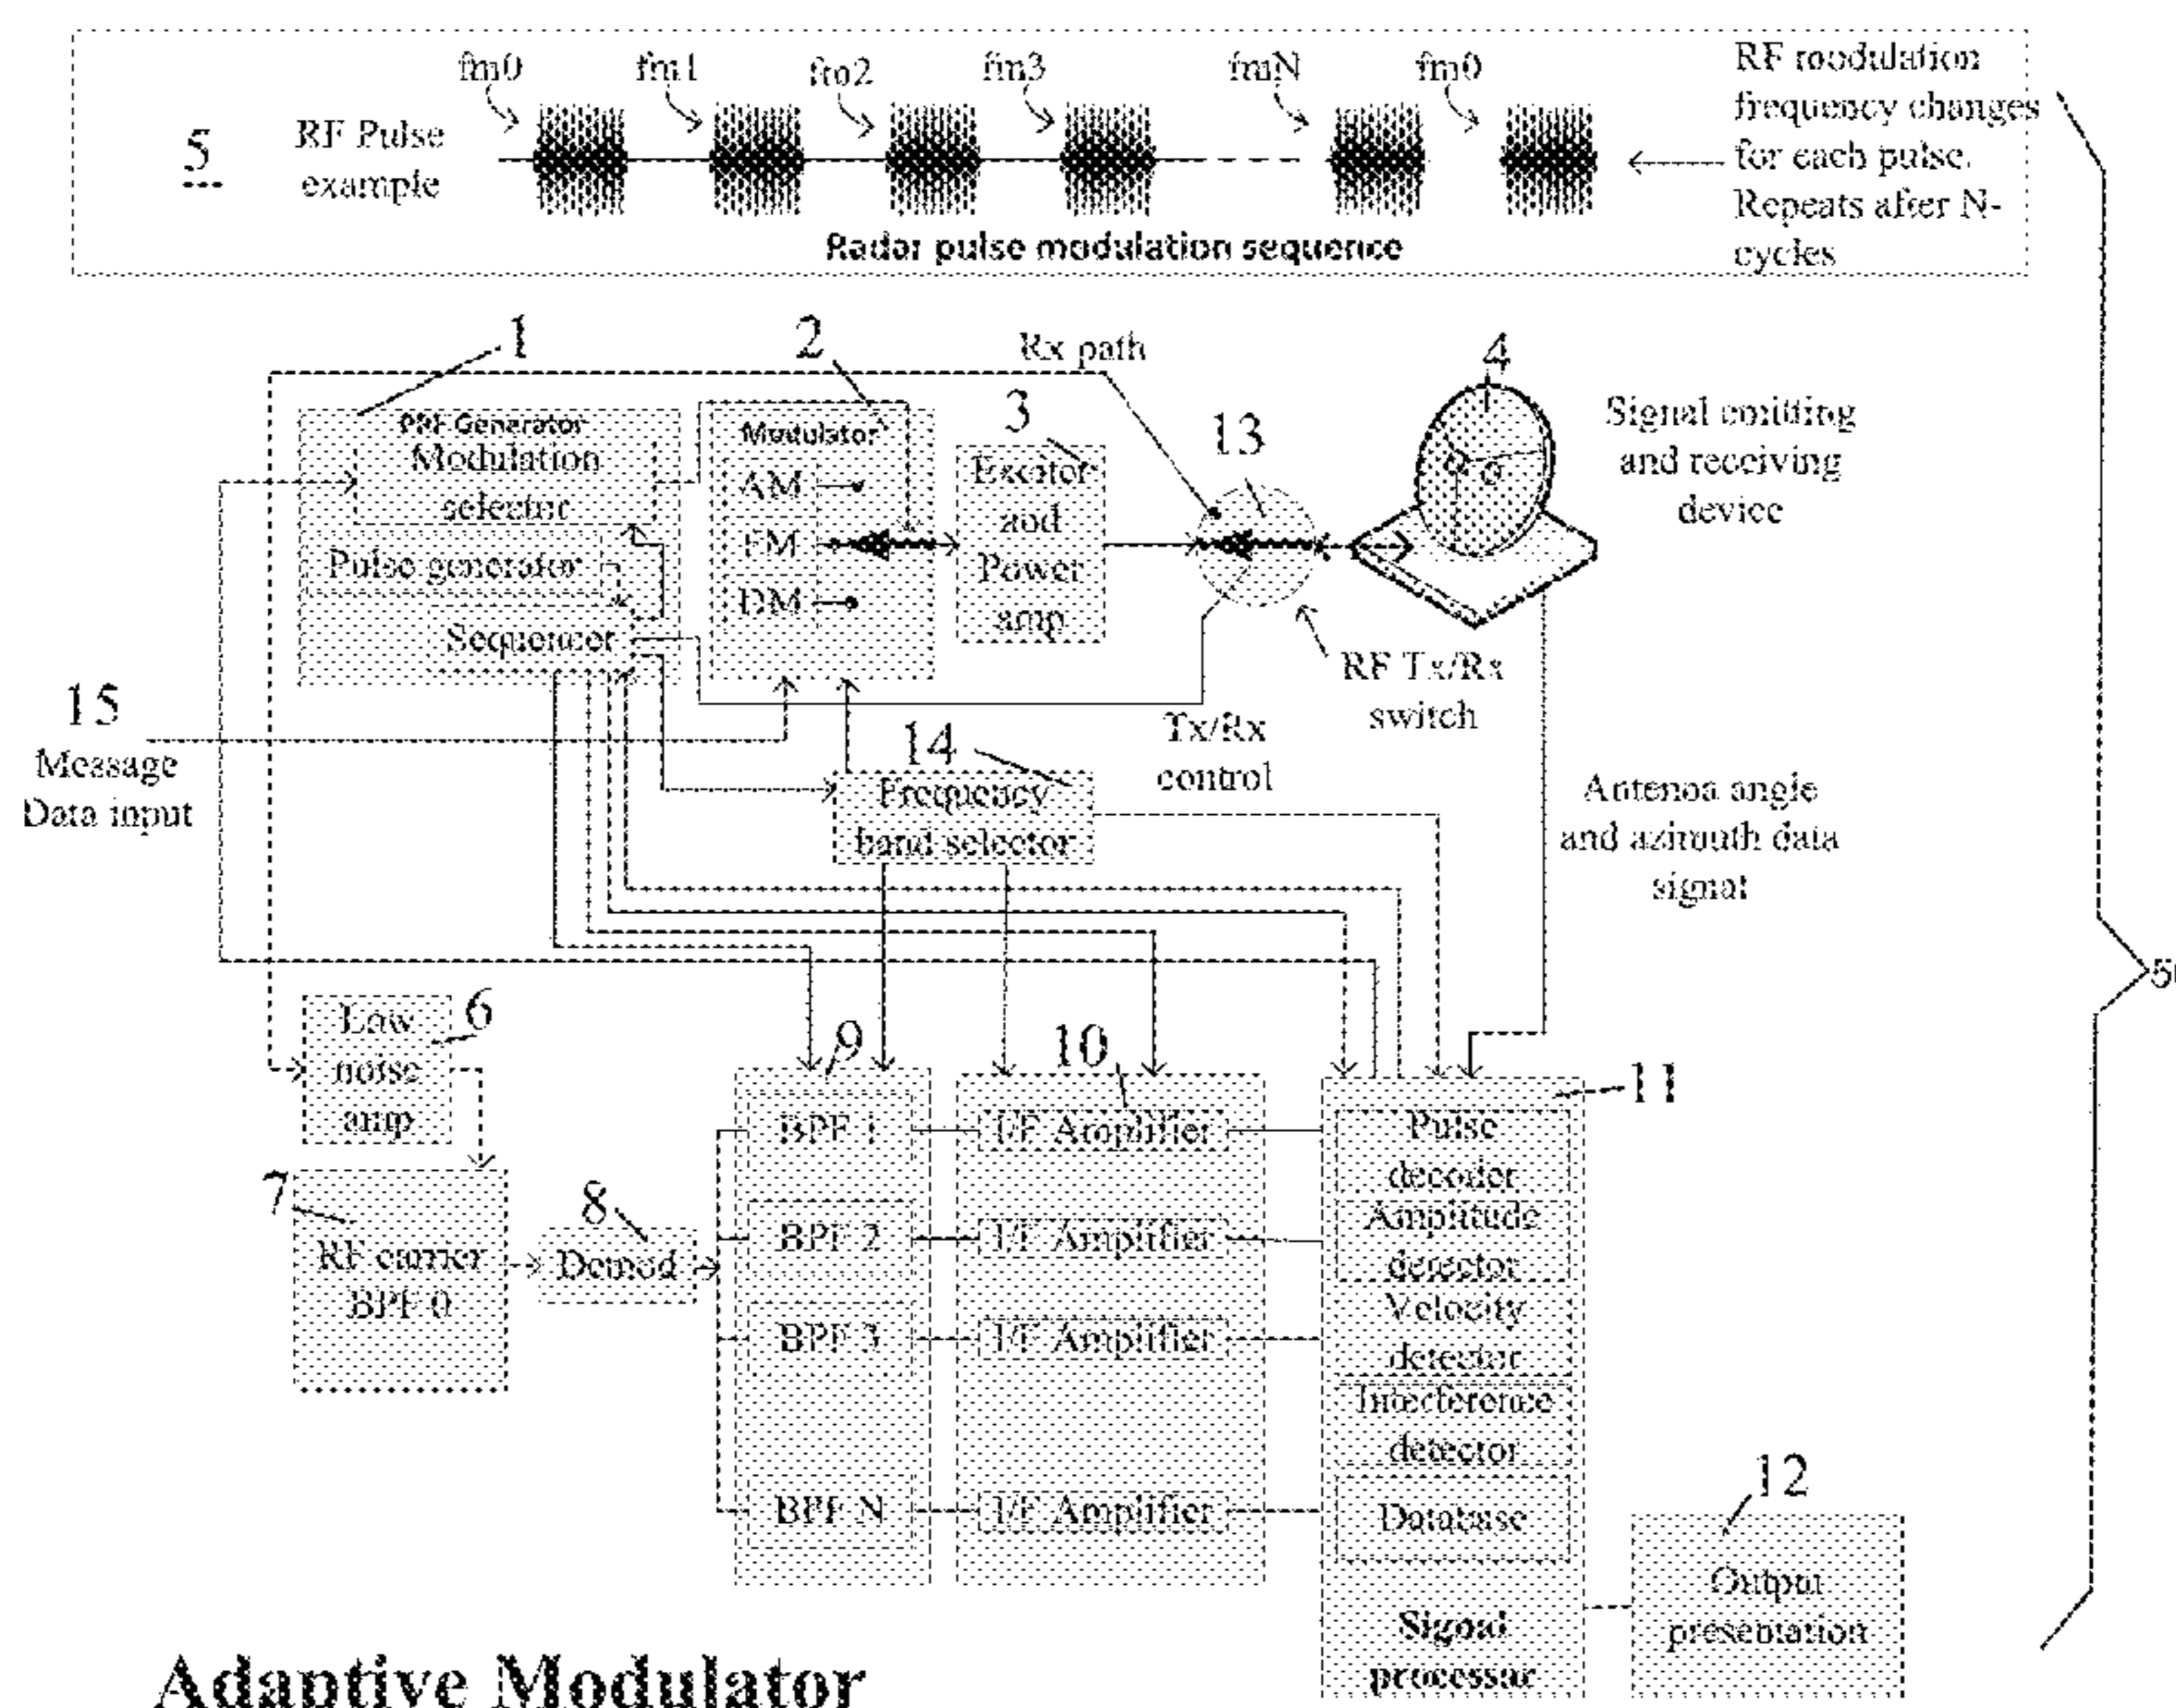 fm0
fm1
fm2
fm3
fmN
fm0
RF modulation
frequency changes
for each pulse.
Repeats after N-
cycles
5
RF Pulse
example
Radar pulse modulation sequence
1
2
Rx path
3
13
4
Signal emitting
and receiving
device
PRF Generator
Modulation
selector
Pulse generator
Sequencer
Modulator
AM
FM
DM
Exciter
and
Power
amp
RF Tx/Rx
switch
15
Message
Data input
14
Frequency
band selector
Tx/Rx
control
Antenna angle
and azimuth data
signal
6
Low
noise
amp
7
RF carrier
BPF 0
8
Demod
9
BPF 1
BPF 2
BPF 3
BPF N
10
I/F Amplifier
I/F Amplifier
I/F Amplifier
I/F Amplifier
11
Pulse
decoder
Amplitude
detector
Velocity
detector
Interference
detector
Database
Signal
processor
12
Output
presentation
Adaptive Modulator